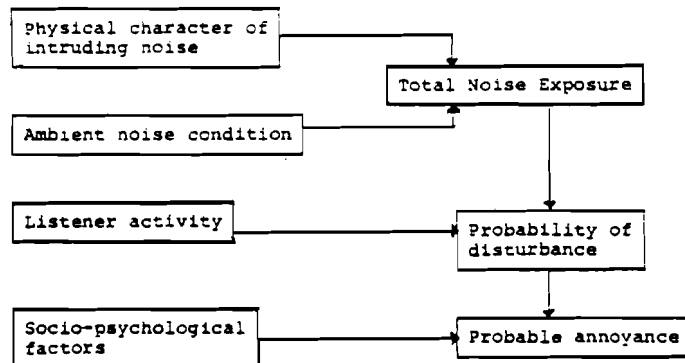 Physical character of
intruding noise
Total Noise Exposure
Ambient noise condition
Listener activity
Probability of
disturbance
Socio-psychological
factors
Probable annoyance